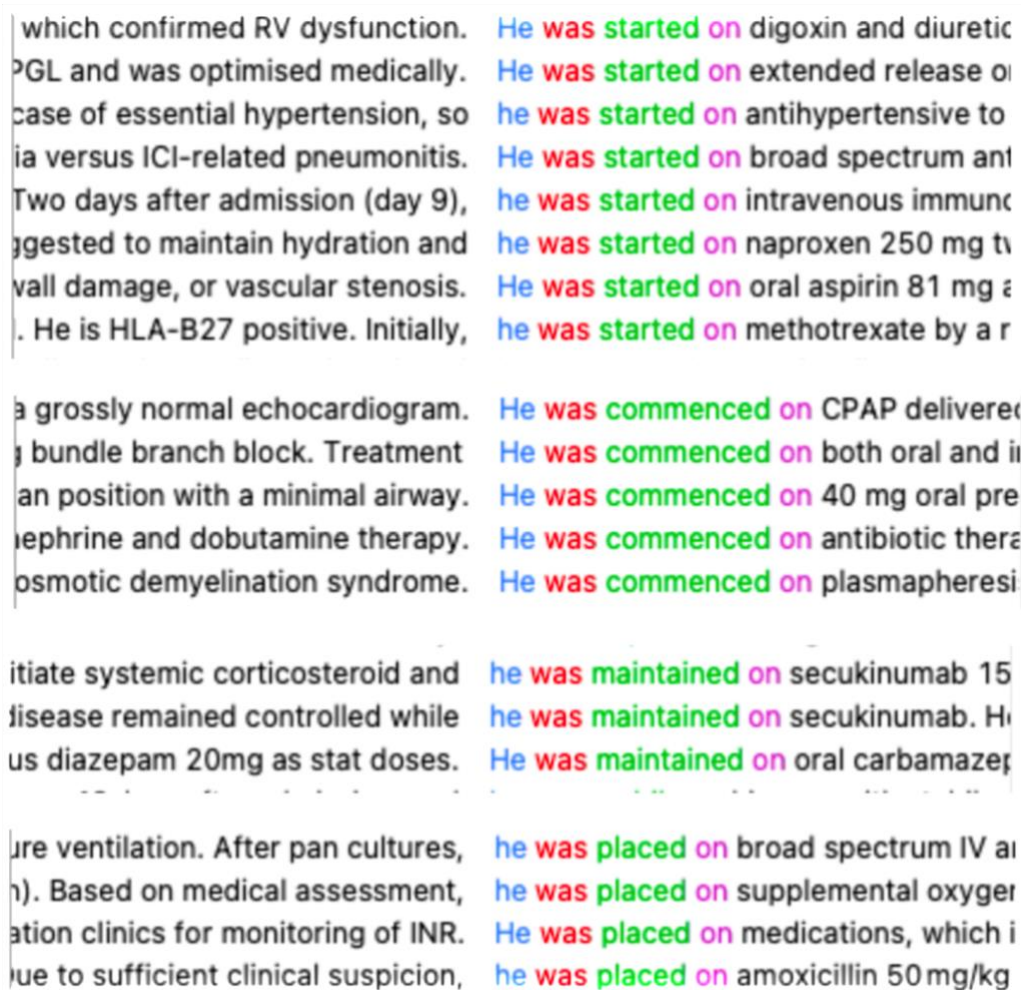 which confirmed RV dysfunction. He was started on digoxin and diuretic
PGL and was optimised medically. He was started on extended release
case of essential hypertension, so he was started on antihypertensive to
ia versus ICI-related pneumonitis. He was started on broad spectrum ant
Two days after admission (day 9), he was started on intravenous immuno
ggested to maintain hydration and he was started on naproxen 250 mg tw
wall damage, or vascular stenosis. He was started on oral aspirin 81 mg a
. He is HLA-B27 positive. Initially, he was started on methotrexate by a r
a grossly normal echocardiogram. He was commenced on CPAP delivered
g bundle branch block. Treatment He was commenced on both oral and i
an position with a minimal airway. He was commenced on 40 mg oral pre
nephrine and dobutamine therapy. He was commenced on antibiotic thera
osmotic demyelination syndrome. He was commenced on plasmapheresi
itiate systemic corticosteroid and he was maintained on secukinumab 15
disease remained controlled while he was maintained on secukinumab. He
us diazepam 20mg as stat doses. He was maintained on oral carbamazep
ure ventilation. After pan cultures, he was placed on broad spectrum IV a
n). Based on medical assessment, he was placed on supplemental oxygen
ation clinics for monitoring of INR. He was placed on medications, which i
ue to sufficient clinical suspicion, he was placed on amoxicillin 50 mg/kg